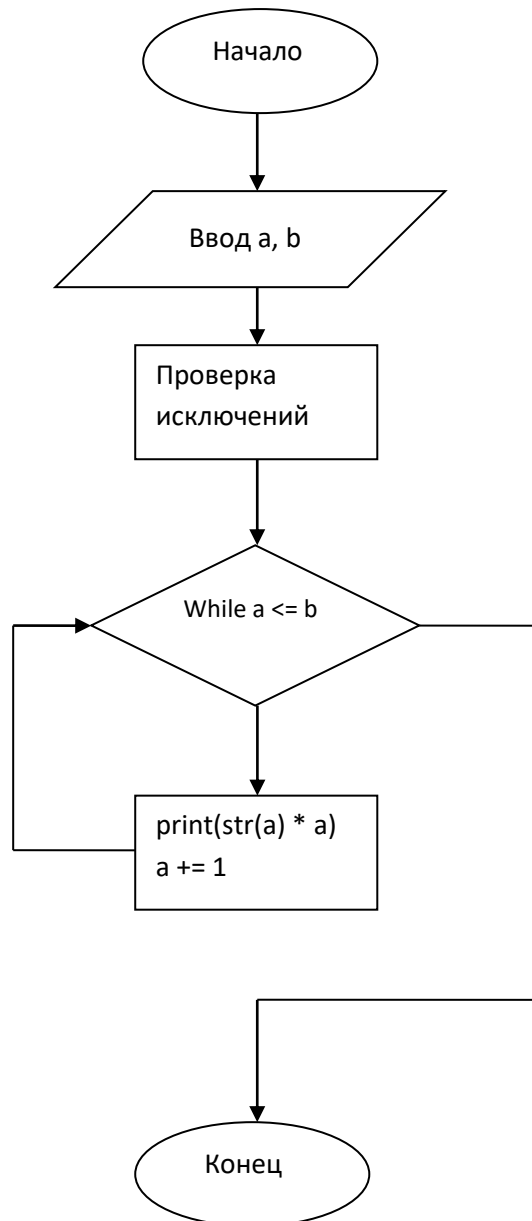 Начало
Ввод a, b
Проверка
исключений
While a <= b
print(str(a) * a)
a += 1
Конец